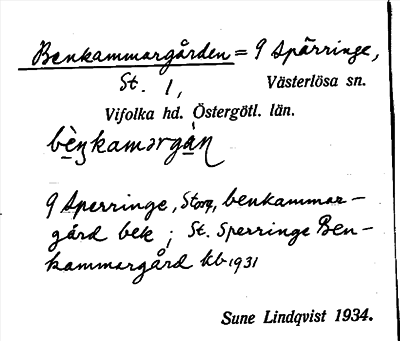 Benkammargården = 9 Spärringe,
St. 1, Västerlösa sn.
Vifolka hd. Östergötl. län.
bèŋkamərgàn
9 Sperringe, Stora, benkammar-
gård bek ; St. Sperringe Ben-
kammargård kb 1931
Sune Lindqvist 1934.